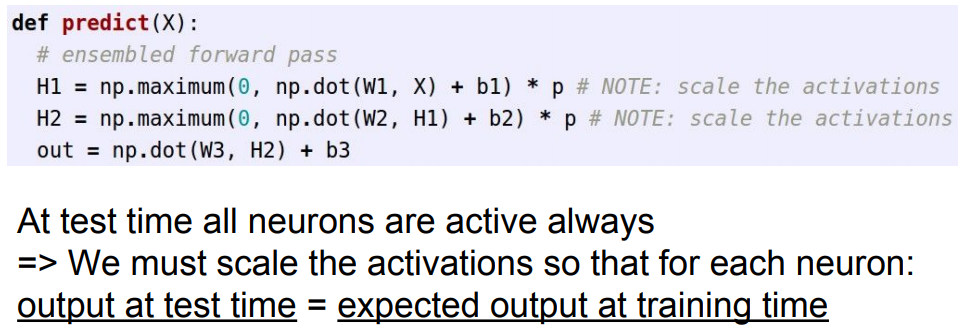 def predict(X):
  # ensembled forward pass
  H1 = np.maximum(0, np.dot(W1, X) + b1) * p # NOTE: scale the activations
  H2 = np.maximum(0, np.dot(W2, H1) + b2) * p # NOTE: scale the activations
  out = np.dot(W3, H2) + b3
At test time all neurons are active always
=> We must scale the activations so that for each neuron:
output at test time = expected output at training time